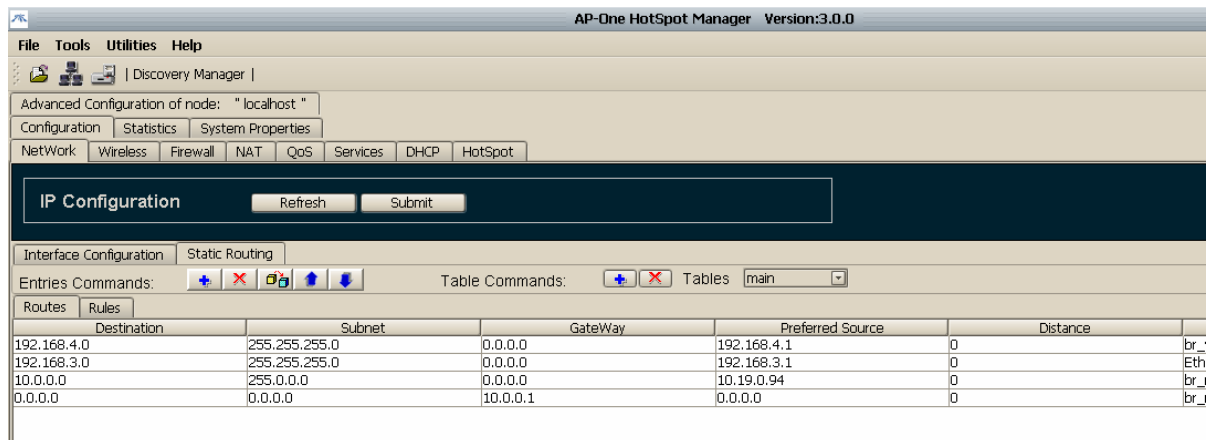 AP-One HotSpot Manager Version:3.0.0
File Tools Utilities Help
| Discovery Manager |
Advanced Configuration of node: " localhost "
Configuration Statistics System Properties
NetWork Wireless Firewall NAT QoS Services DHCP HotSpot
IP Configuration Refresh Submit
Interface Configuration Static Routing
Entries Commands: Table Commands: Tables main
Routes Rules
Destination Subnet GateWay Preferred Source Distance
192.168.4.0 255.255.255.0 0.0.0.0 192.168.4.1 0
192.168.3.0 255.255.255.0 0.0.0.0 192.168.3.1 0 Eth
10.0.0.0 255.0.0.0 0.0.0.0 10.19.0.94 0
0.0.0.0 0.0.0.0 10.0.0.1 0.0.0.0 0